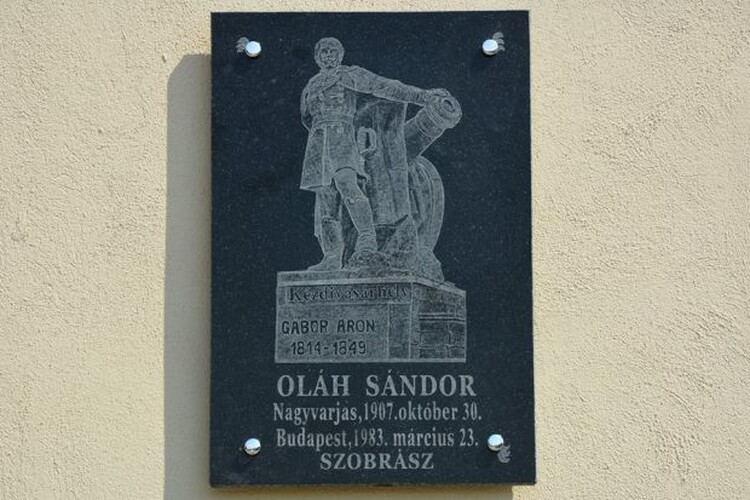 Kézdivásárhely
GÁBOR ÁRON
1814-1849
OLÁH SÁNDOR
Nagyvarjas,1907.október 30.
Budapest,1983. március 23.
SZOBRÁSZ